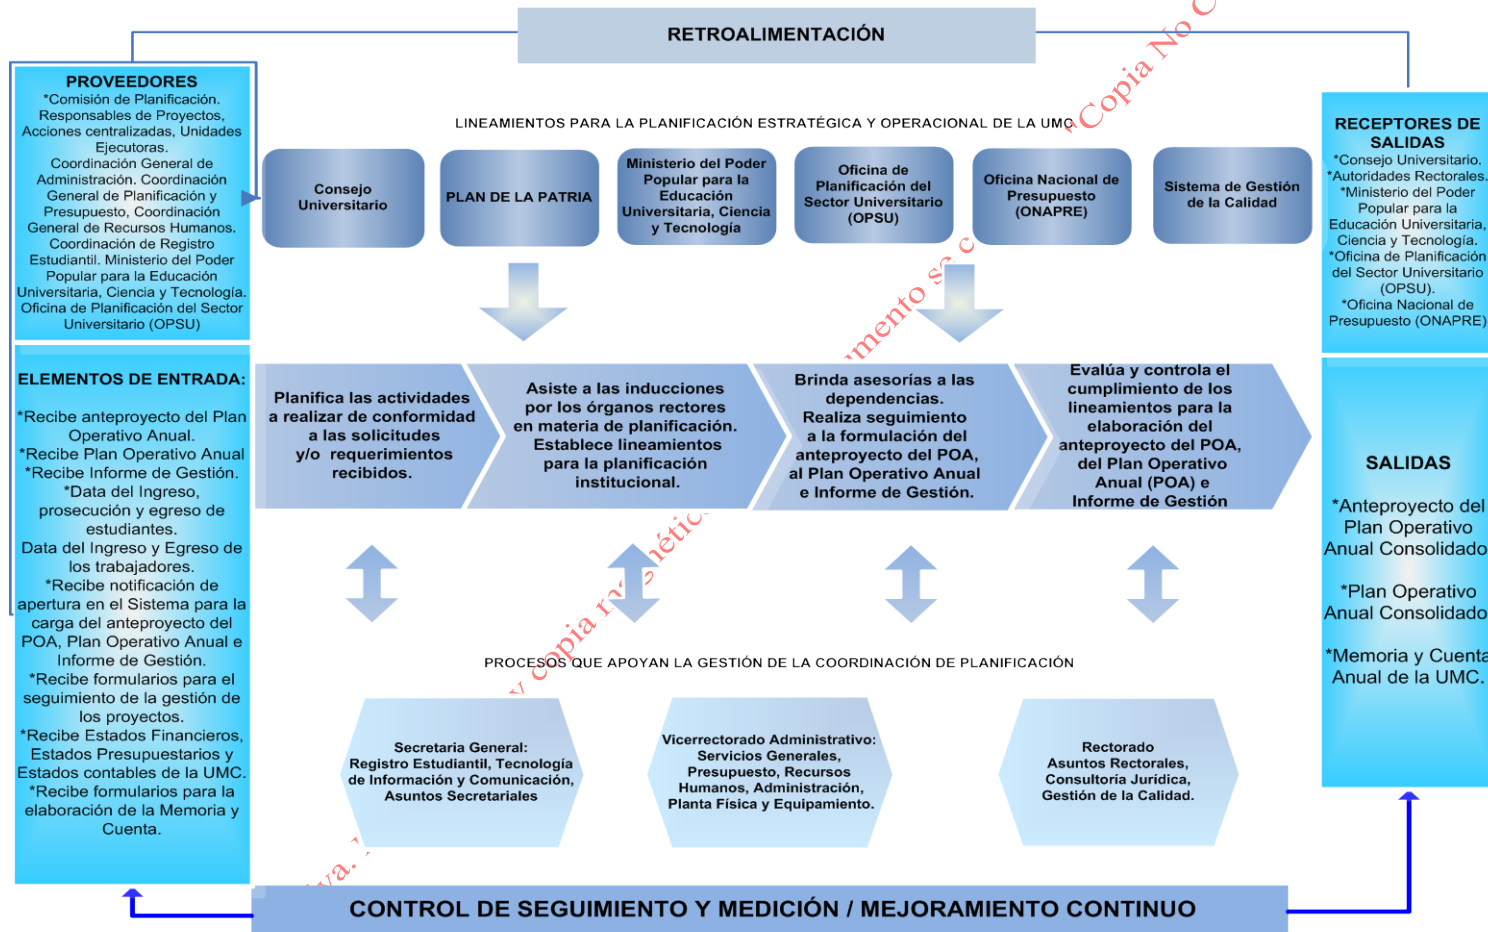 RETROALIMENTACIÓN
PROVEEDORES
*Comisión de Planificación.
Responsables de Proyectos,
Acciones centralizadas, Unidades
Ejecutoras.
Coordinación General de
Administración. Coordinación
General de Planificación y
Presupuesto, Coordinación
General de Recursos Humanos.
Coordinación de Registro
Estudiantil. Ministerio del Poder
Popular para la Educación
Universitaria, Ciencia y Tecnología.
Oficina de Planificación del Sector
Universitario (OPSU)
LINEAMIENTOS PARA LA PLANIFICACIÓN ESTRATÉGICA Y OPERACIONAL DE LA UMC
Consejo
Universitario
PLAN DE LA PATRIA
Ministerio del Poder
Popular para la
Educación
Universitaria, Ciencia
y Tecnología
Oficina de
Planificación del
Sector Universitario
(OPSU)
Oficina Nacional de
Presupuesto
(ONAPRE)
Sistema de Gestión
de la Calidad
RECEPTORES DE
SALIDAS
*Consejo Universitario.
*Autoridades Rectorales.
*Ministerio del Poder
Popular para la
Educación Universitaria,
Ciencia y Tecnología.
*Oficina de Planificación
del Sector Universitario
(OPSU).
*Oficina Nacional de
Presupuesto (ONAPRE)
ELEMENTOS DE ENTRADA:
*Recibe anteproyecto del Plan
Operativo Anual.
*Recibe Plan Operativo Anual
*Recibe Informe de Gestión.
*Data del Ingreso,
prosecución y egreso de
estudiantes.
Data del Ingreso y Egreso de
los trabajadores.
*Recibe notificación de
apertura en el Sistema para la
carga del anteproyecto del
POA, Plan Operativo Anual e
Informe de Gestión.
*Recibe formularios para el
seguimiento de la gestión de
los proyectos.
*Recibe Estados Financieros,
Estados Presupuestarios y
Estados contables de la UMC.
*Recibe formularios para la
elaboración de la Memoria y
Cuenta.
Planifica las actividades
a realizar de conformidad
a las solicitudes
y/o requerimientos
recibidos.
Asiste a las inducciones
por los órganos rectores
en materia de planificación.
Establece lineamientos
para la planificación
institucional.
Brinda asesorías a las
dependencias.
Realiza seguimiento
a la formulación del
anteproyecto del POA,
al Plan Operativo Anual
e Informe de Gestión.
Evalúa y controla el
cumplimiento de los
lineamientos para la
elaboración del
anteproyecto del POA,
del Plan Operativo
Anual (POA) e
Informe de Gestión
SALIDAS
*Anteproyecto del
Plan Operativo
Anual Consolidado
*Plan Operativo
Anual Consolidado
*Memoria y Cuenta
Anual de la UMC.
PROCESOS QUE APOYAN LA GESTIÓN DE LA COORDINACIÓN DE PLANIFICACIÓN
Secretaria General:
Registro Estudiantil, Tecnología
de Información y Comunicación,
Asuntos Secretariales
Vicerrectorado Administrativo:
Servicios Generales,
Presupuesto, Recursos
Humanos, Administración,
Planta Física y Equipamiento.
Rectorado
Asuntos Rectorales,
Consultoría Jurídica,
Gestión de la Calidad.
CONTROL DE SEGUIMIENTO Y MEDICIÓN / MEJORAMIENTO CONTINUO
y copia
"Copia No